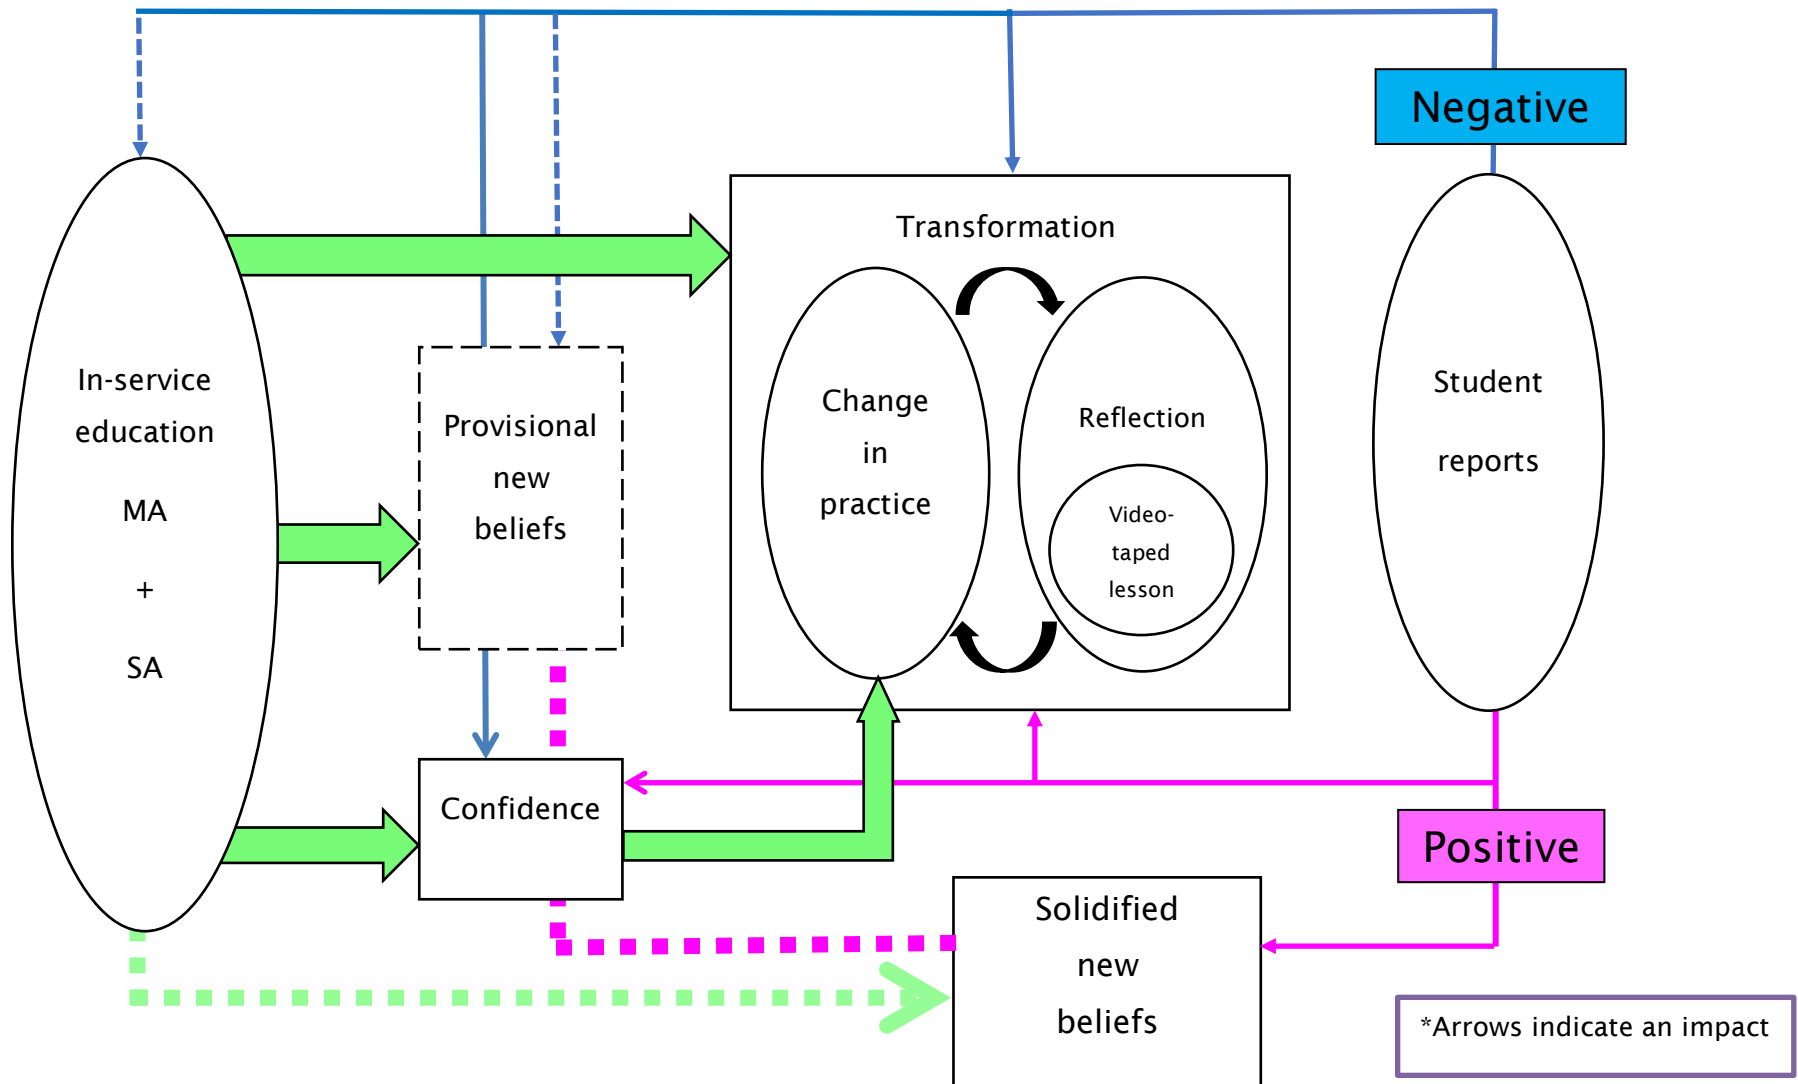 Negative
Transformation
In-service
education
MA
+
SA
Provisional
new
beliefs
Change
in
practice
Reflection
Video-
taped
lesson
Student
reports
Confidence
Positive
Solidified
new
beliefs
*Arrows indicate an impact